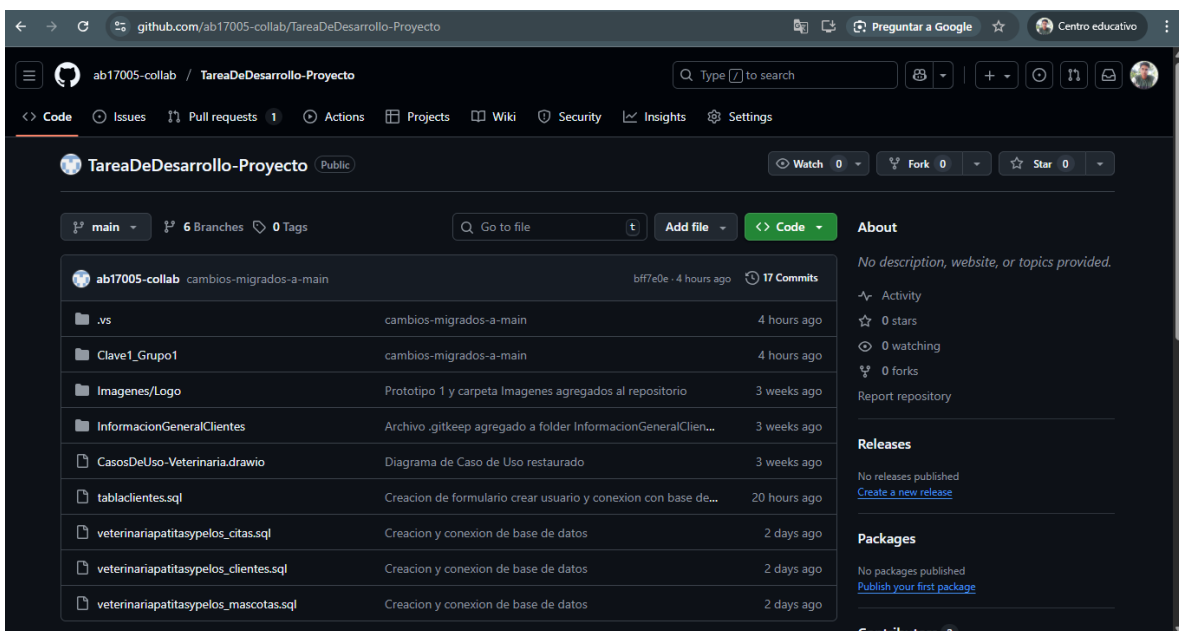 github.com/ab17005-collab/TareaDeDesarrollo-Proyecto Preguntar a Google Centro educativo
ab17005-collab / TareaDeDesarrollo-Proyecto Type / to search
Code Issues Pull requests 1 Actions Projects Wiki Security Insights Settings
TareaDeDesarrollo-Proyecto Public Watch 0 Fork 0 Star 0
main 6 Branches 0 Tags Go to file t Add file Code About
No description, website, or topics provided.
ab17005-collab cambios-migrados-a-main bff7e0e · 4 hours ago 17 Commits
Activity
.vs cambios-migrados-a-main 4 hours ago
0 stars
0 watching
Clave1_Grupo1 cambios-migrados-a-main 4 hours ago
0 forks
Imagenes/Logo Prototipo 1 y carpeta Imagenes agregados al repositorio 3 weeks ago
Report repository
InformacionGeneralClientes Archivo .gitkeep agregado a folder InformacionGeneralClien... 3 weeks ago
Releases
CasosDeUso-Veterinaria.drawio Diagrama de Caso de Uso restaurado 3 weeks ago
No releases published
Create a new release
tablaclientes.sql Creacion de formulario crear usuario y conexion con base de... 20 hours ago
veterinariapatitasypelos_citas.sql Creacion y conexion de base de datos 2 days ago
Packages
veterinariapatitasypelos_clientes.sql Creacion y conexion de base de datos 2 days ago
No packages published
Publish your first package
veterinariapatitasypelos_mascotas.sql Creacion y conexion de base de datos 2 days ago